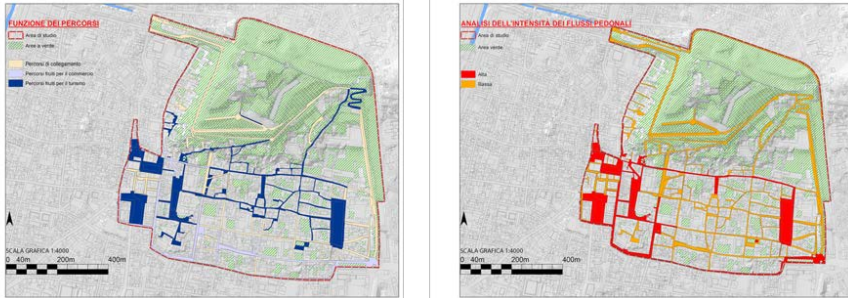 FUNZIONE DEI PERCORSI
Area di studio
Area a verde
Percorsi di collegamento
Percorsi fruiti per il commercio
Percorsi fruiti per il turismo
SCALA GRAFICA 1:4000
0 40m 200m 400m
ANALISI DELL'INTENSITÀ DEI FLUSSI PEDONALI
Area di studio
Area verde
Alta
Bassa
SCALA GRAFICA 1:4000
0 40m 200m 400m